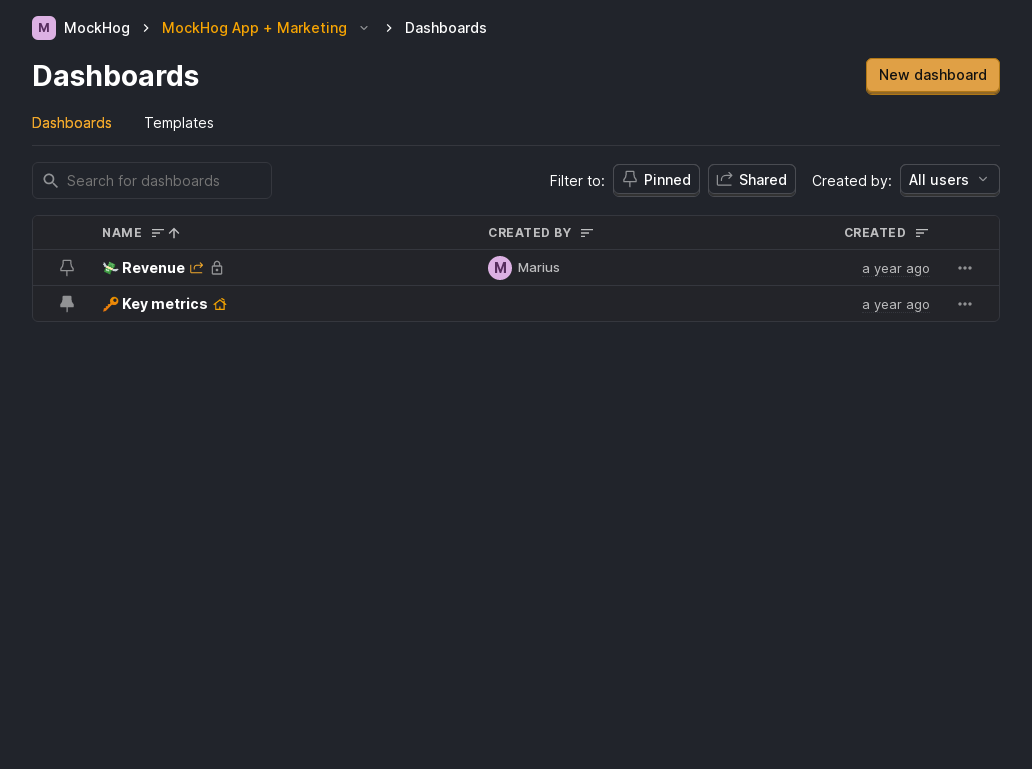 M MockHog MockHog App + Marketing Dashboards
Dashboards
New dashboard
Dashboards Templates
Search for dashboards Filter to: Pinned Shared Created by: All users
NAME CREATED BY CREATED
💸 Revenue M Marius a year ago
🔑 Key metrics a year ago